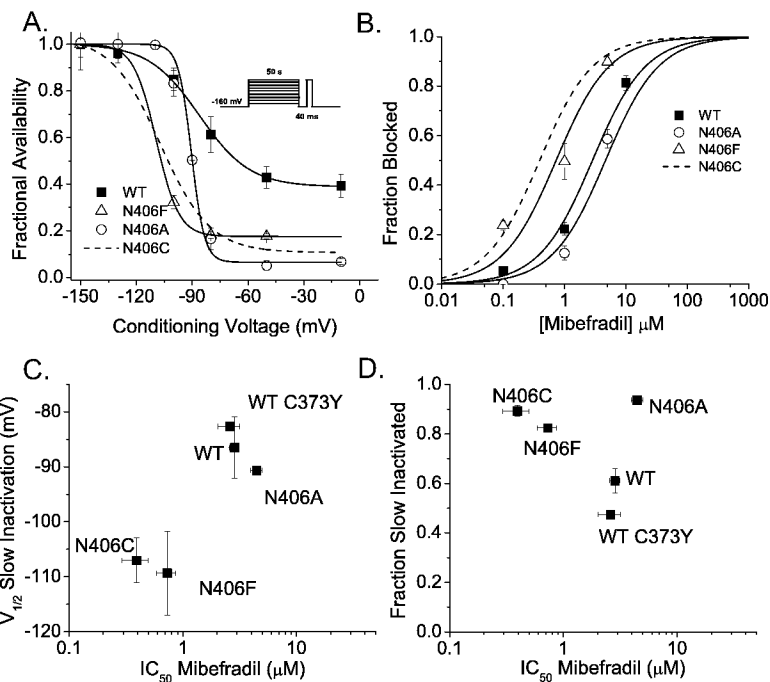 A.
Fractional Availability
1.0
0.8
0.6
0.4
0.2
0.0
50 s
-160 mV
40 ms
WT
N406F
N406A
N406C
-150 -120 -90 -60 -30 0
Conditioning Voltage (mV)
B.
Fraction Blocked
1.0
0.8
0.6
0.4
0.2
0.0
WT
N406A
N406F
N406C
0.01 0.1 1 10 100 1000
[Mibefradil] μM
C.
V1/2 Slow Inactivation (mV)
-80
-90
-100
-110
-120
WT C373Y
WT
N406A
N406C
N406F
0.1 1 10
IC50 Mibefradil (μM)
D.
Fraction Slow Inactivated
1.0
0.8
0.6
0.4
0.2
0.0
N406C
N406A
N406F
WT
WT C373Y
0.1 1 10
IC50 Mibefradil (μM)